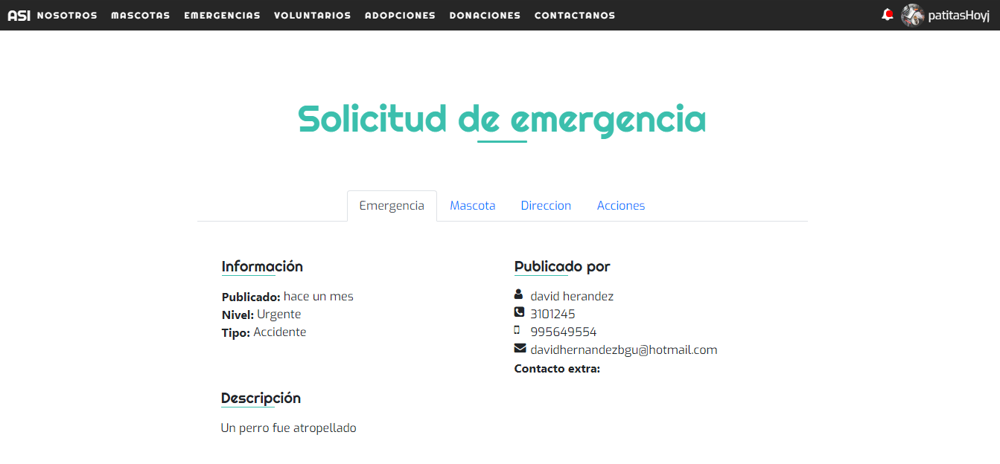 ASI NOSOTROS MASCOTAS EMERGENCIAS VOLUNTARIOS ADOPCIONES DONACIONES CONTACTANOS patitasHoyj
Solicitud de emergencia
Emergencia Mascota Direccion Acciones
Información
Publicado: hace un mes
Nivel: Urgente
Tipo: Accidente
Publicado por
david herandez
3101245
995649554
davidhernandezbgu@hotmail.com
Contacto extra:
Descripción
Un perro fue atropellado